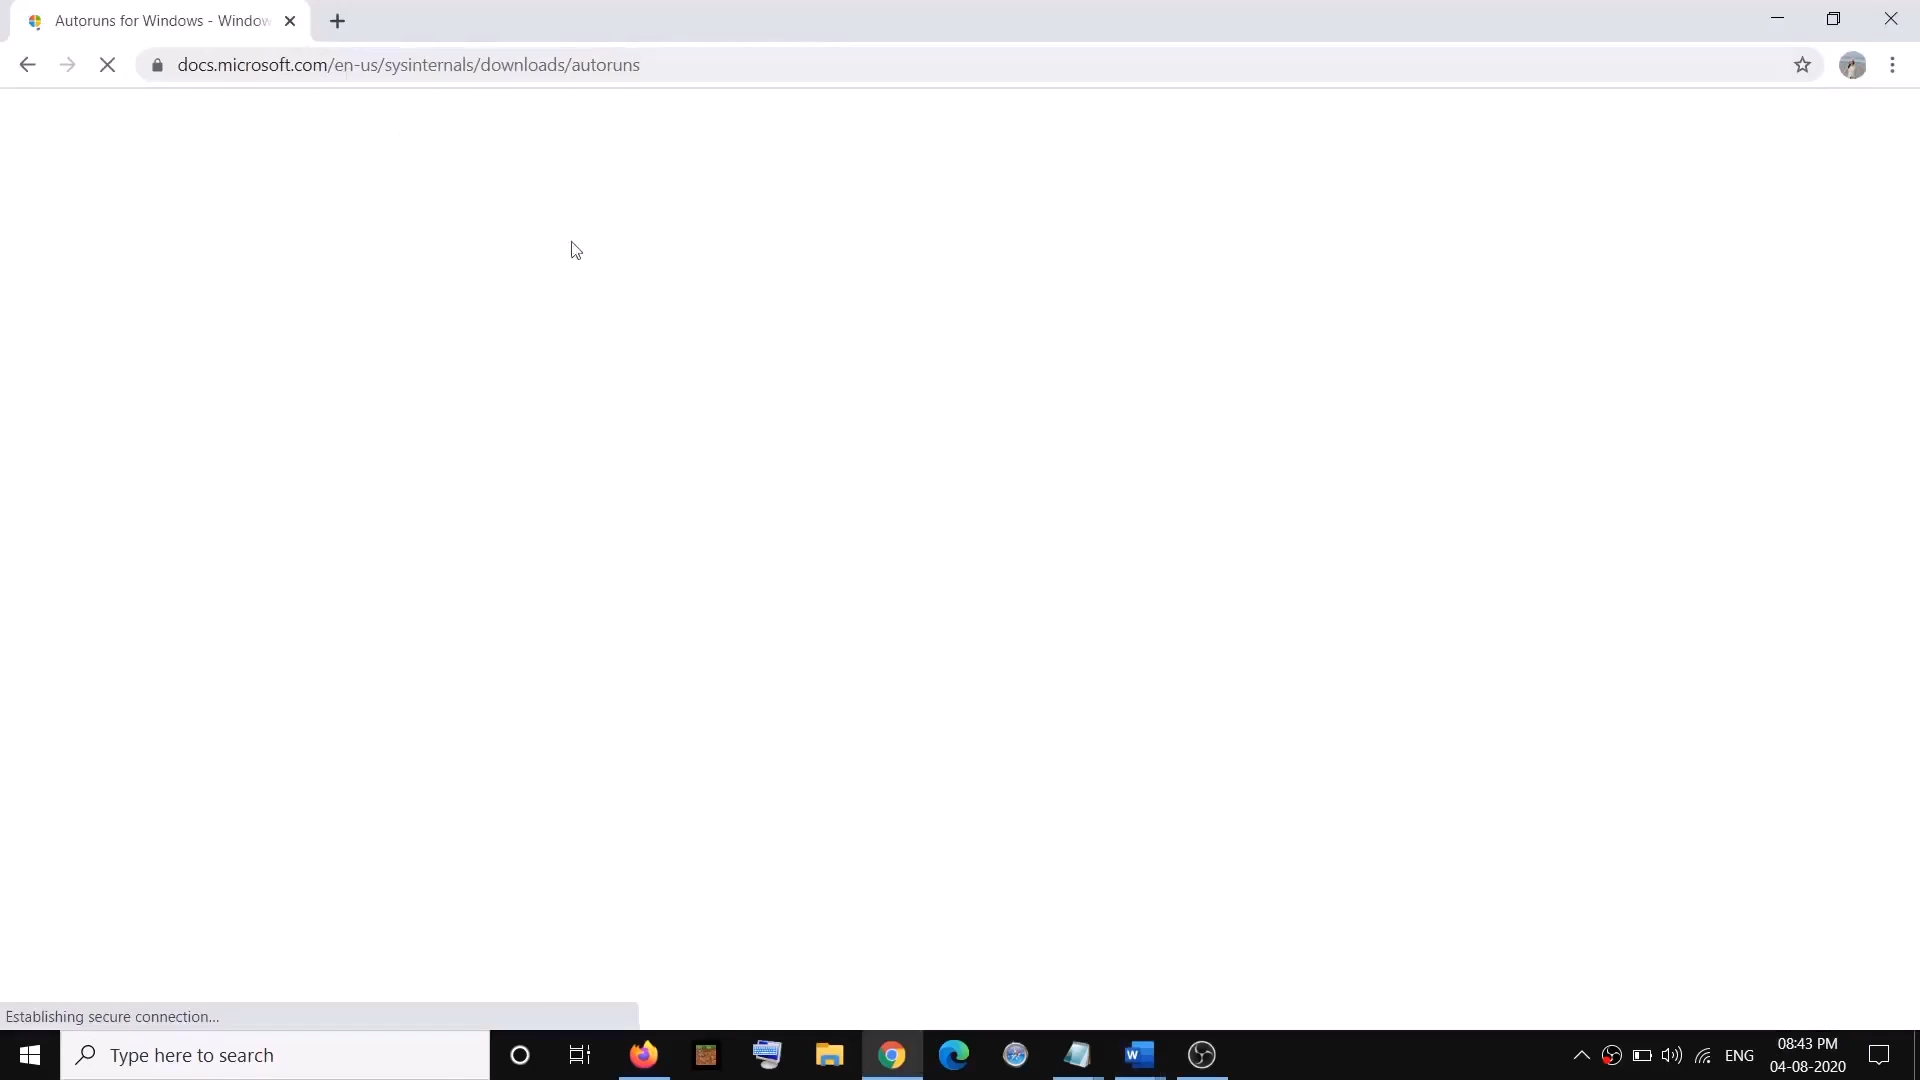 Autoruns for Windows - Window
docs.microsoft.com/en-us/sysinternals/downloads/autoruns
Establishing secure connection...
Type here to search
W
ENG
08:43 PM
04-08-2020